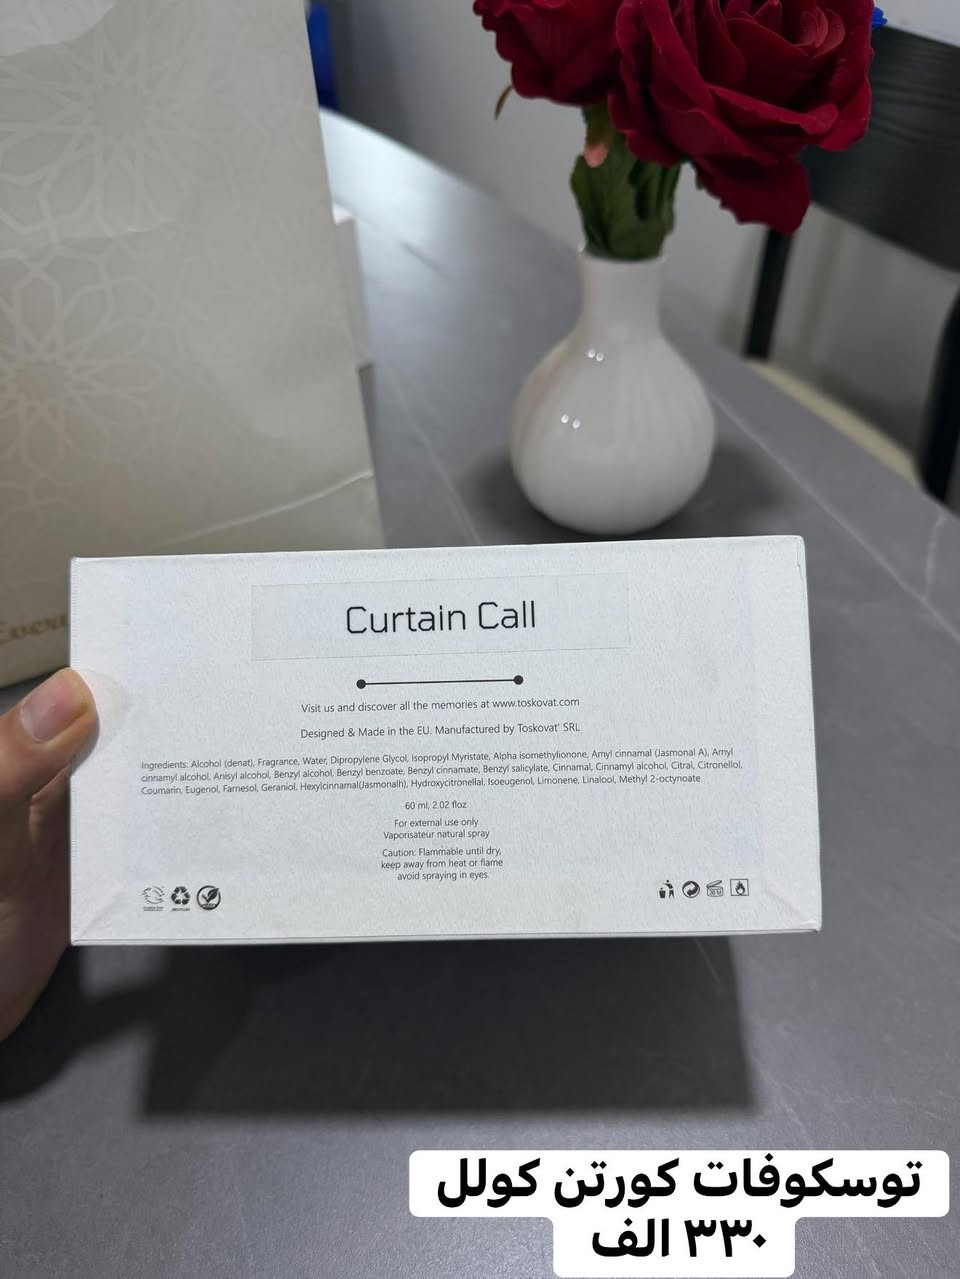 Curtain Call
Visit us and discover all the memories at www.toskovat.com
Designed & Made in the EU. Manufactured by Toskovat' SRL
Ingredients: Alcohol (denat), Fragrance, Water, Dipropylene Glycol, Isopropyl Myristate, Alpha isomethylionone, Amyl cinnamal (Jasmonal A), Amyl
cinnamyl alcohol, Anisyl alcohol, Benzyl alcohol, Benzyl benzoate, Benzyl cinnamate, Benzyl salicylate, Cinnamal, Cinnamyl alcohol, Citral, Citronellol,
Coumarin, Eugenol, Farnesol, Geraniol, Hexylcinnamal(Jasmonalh), Hydroxycitronellal, Isoeugenol, Limonene, Linalool, Methyl 2-octynoate
60 ml; 2.02 floz
For external use only
Vaporisateur natural spray
Caution: Flammable until dry,
keep away from heat or flame
avoid spraying in eyes.
توسكوفات كورتن كولل
٣٣٠ الف